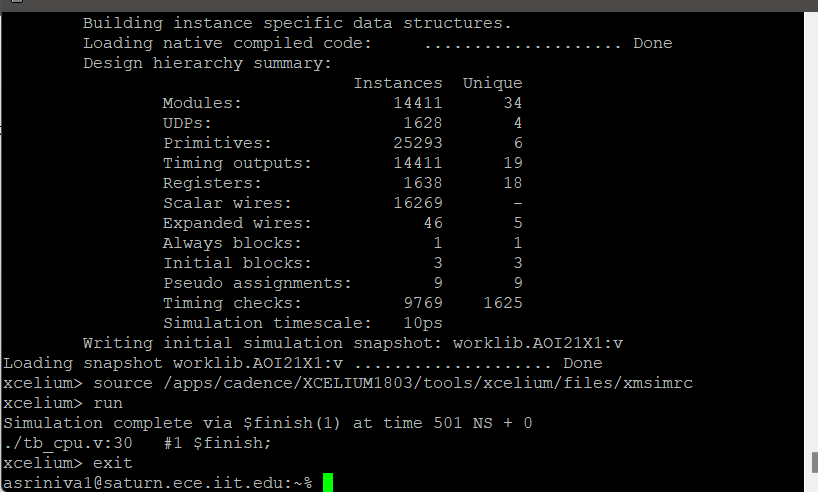 Building instance specific data structures.
Loading native compiled code:     .................... Done
Design hierarchy summary:
Instances  Unique
Modules:                14411      34
UDPs:                    1628       4
Primitives:             25293       6
Timing outputs:         14411      19
Registers:               1638      18
Scalar wires:           16269       -
Expanded wires:            46       5
Always blocks:              1       1
Initial blocks:             3       3
Pseudo assignments:         9       9
Timing checks:           9769    1625
Simulation timescale:    10ps
Writing initial simulation snapshot: worklib.AOI21X1:v
Loading snapshot worklib.AOI21X1:v .................... Done
xcelium> source /apps/cadence/XCELIUM1803/tools/xcelium/files/xmsimrc
xcelium> run
Simulation complete via $finish(1) at time 501 NS + 0
./tb_cpu.v:30   #1 $finish;
xcelium> exit
asriniva1@saturn.ece.iit.edu:~%